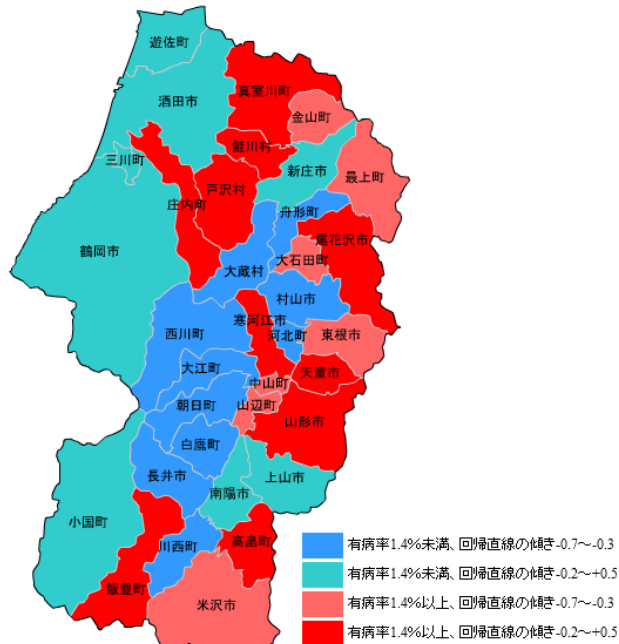 遊佐町
酒田市
真室川町
金山町
鮭川村
三川町
新庄市
最上町
戸沢村
庄内町
舟形町
鶴岡市
尾花沢市
大石田町
大蔵村
村山市
寒河江市
西川町
河北町
東根市
大江町
天童市
中山町
朝日町
山辺町
山形市
白鷹町
長井市
上山市
南陽市
小国町
川西町
高畠町
飯豊町
米沢市
有病率1.4%未満、回帰直線の傾き-0.7～-0.3
有病率1.4%未満、回帰直線の傾き-0.2～+0.5
有病率1.4%以上、回帰直線の傾き-0.7～-0.3
有病率1.4%以上、回帰直線の傾き-0.2～+0.5